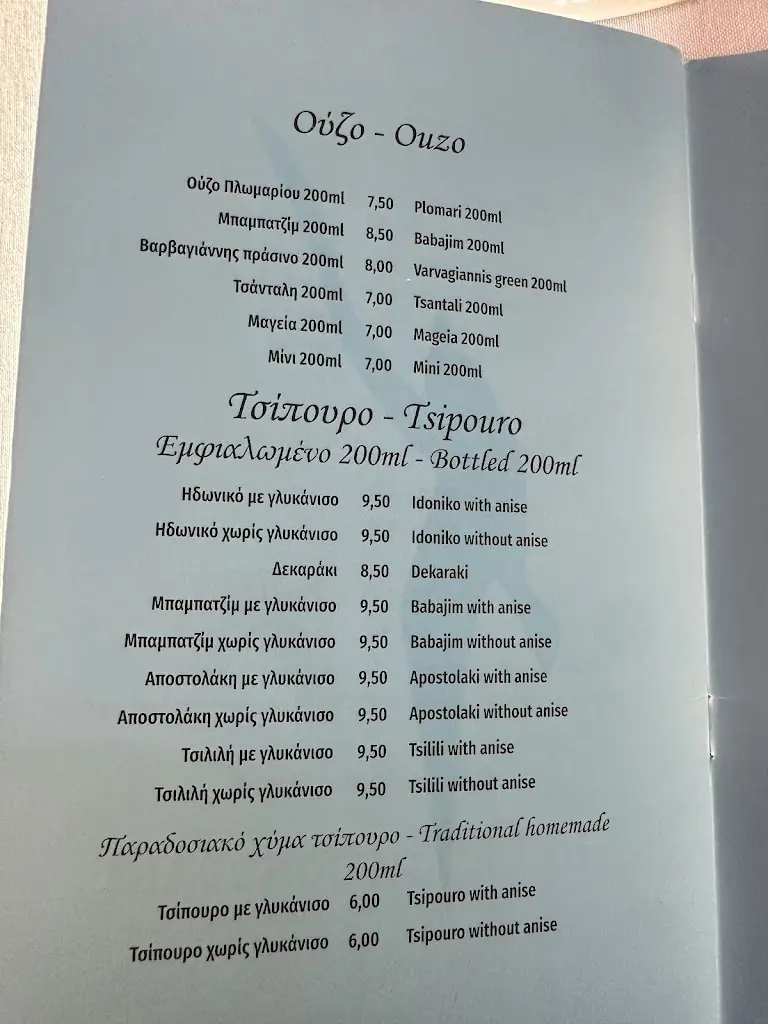 Ούζο - Ouzo
Ούζο Πλωμαρίου 200ml 7,50 Plomari 200ml
Μπαμπατζίμ 200ml 8,50 Babajim 200ml
Βαρβαγιάννης πράσινο 200ml 8,00 Varvagiannis green 200ml
Τσάνταλη 200ml 7,00 Tsantali 200ml
Μαγεία 200ml 7,00 Mageia 200ml
Μίνι 200ml 7,00 Mini 200ml
Τσίπουρο - Tsipouro
Εμφιαλωμένο 200ml - Bottled 200ml
Ηδωνικό με γλυκάνισο 9,50 Idoniko with anise
Ηδωνικό χωρίς γλυκάνισο 9,50 Idoniko without anise
Δεκαράκι 8,50 Dekaraki
Μπαμπατζίμ με γλυκάνισο 9,50 Babajim with anise
Μπαμπατζίμ χωρίς γλυκάνισο 9,50 Babajim without anise
Αποστολάκη με γλυκάνισο 9,50 Apostolaki with anise
Αποστολάκη χωρίς γλυκάνισο 9,50 Apostolaki without anise
Τσιλιλή με γλυκάνισο 9,50 Tsilili with anise
Τσιλιλή χωρίς γλυκάνισο 9,50 Tsilili without anise
Παραδοσιακό χύμα τσίπουρο - Traditional homemade
200ml
Τσίπουρο με γλυκάνισο 6,00 Tsipouro with anise
Τσίπουρο χωρίς γλυκάνισο 6,00 Tsipouro without anise